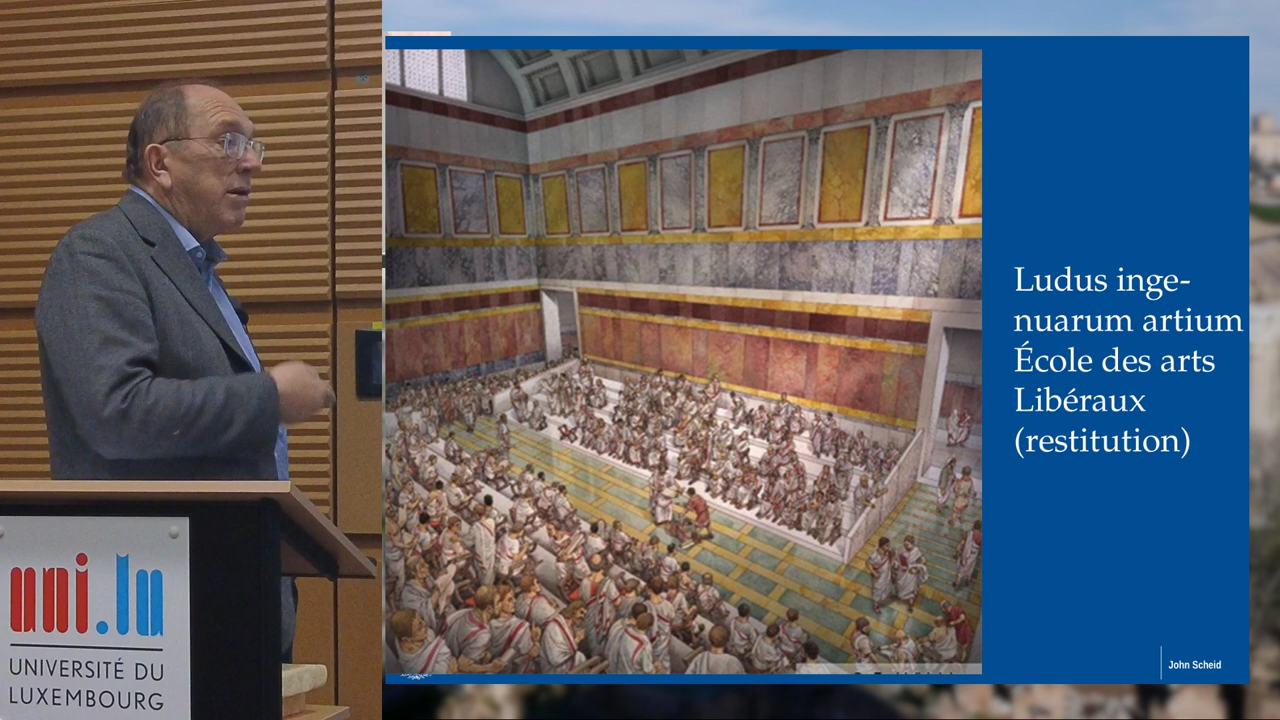 Ludus inge-
nuarum artium
École des arts
Libéraux
(restitution)
John Scheid
uni.lu
UNIVERSITÉ DU
LUXEMBOURG